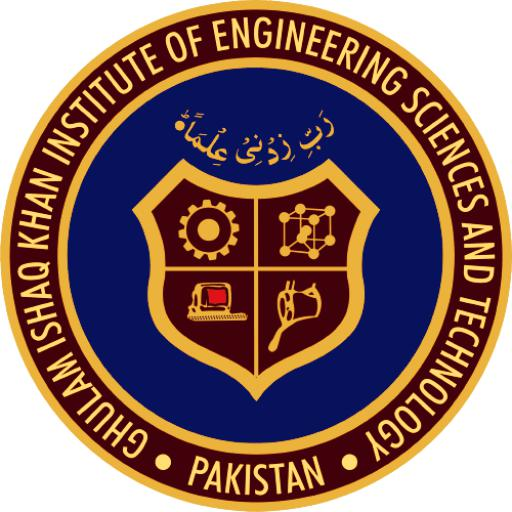 GHULAM ISHAQ KHAN INSTITUTE OF ENGINEERING SCIENCES AND TECHNOLOGY
رَبِّ زِدْنِیْ عِلْمًا
• PAKISTAN •